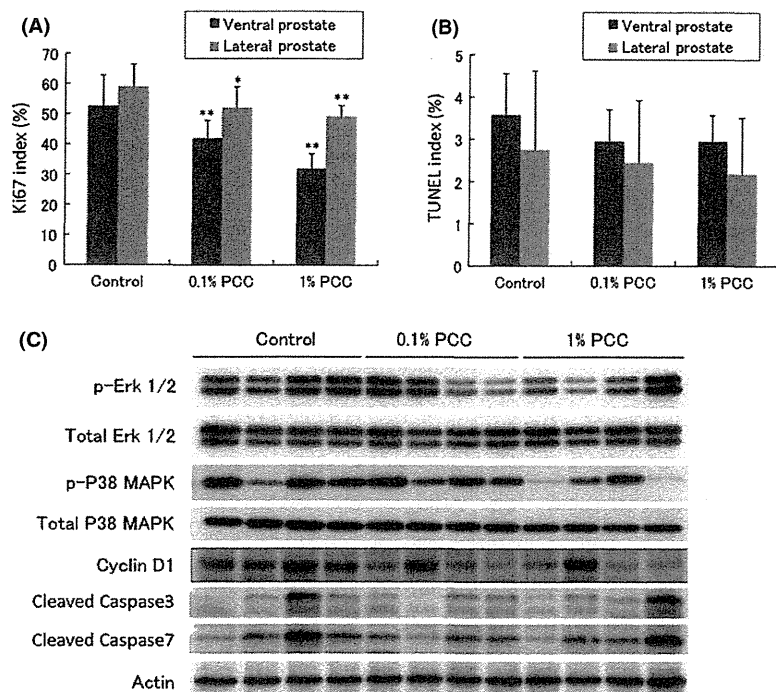 (A)
Ventral prostate
Lateral prostate
Ki67 index (%)
70
60
50
40
30
20
10
0
**
*
**
**
Control
0.1% PCC
1% PCC
(B)
Ventral prostate
Lateral prostate
TUNEL index (%)
5
4
3
2
1
0
Control
0.1% PCC
1% PCC
(C)
Control
0.1% PCC
1% PCC
p-Erk 1/2
Total Erk 1/2
p-P38 MAPK
Total P38 MAPK
Cyclin D1
Cleaved Caspase3
Cleaved Caspase7
Actin